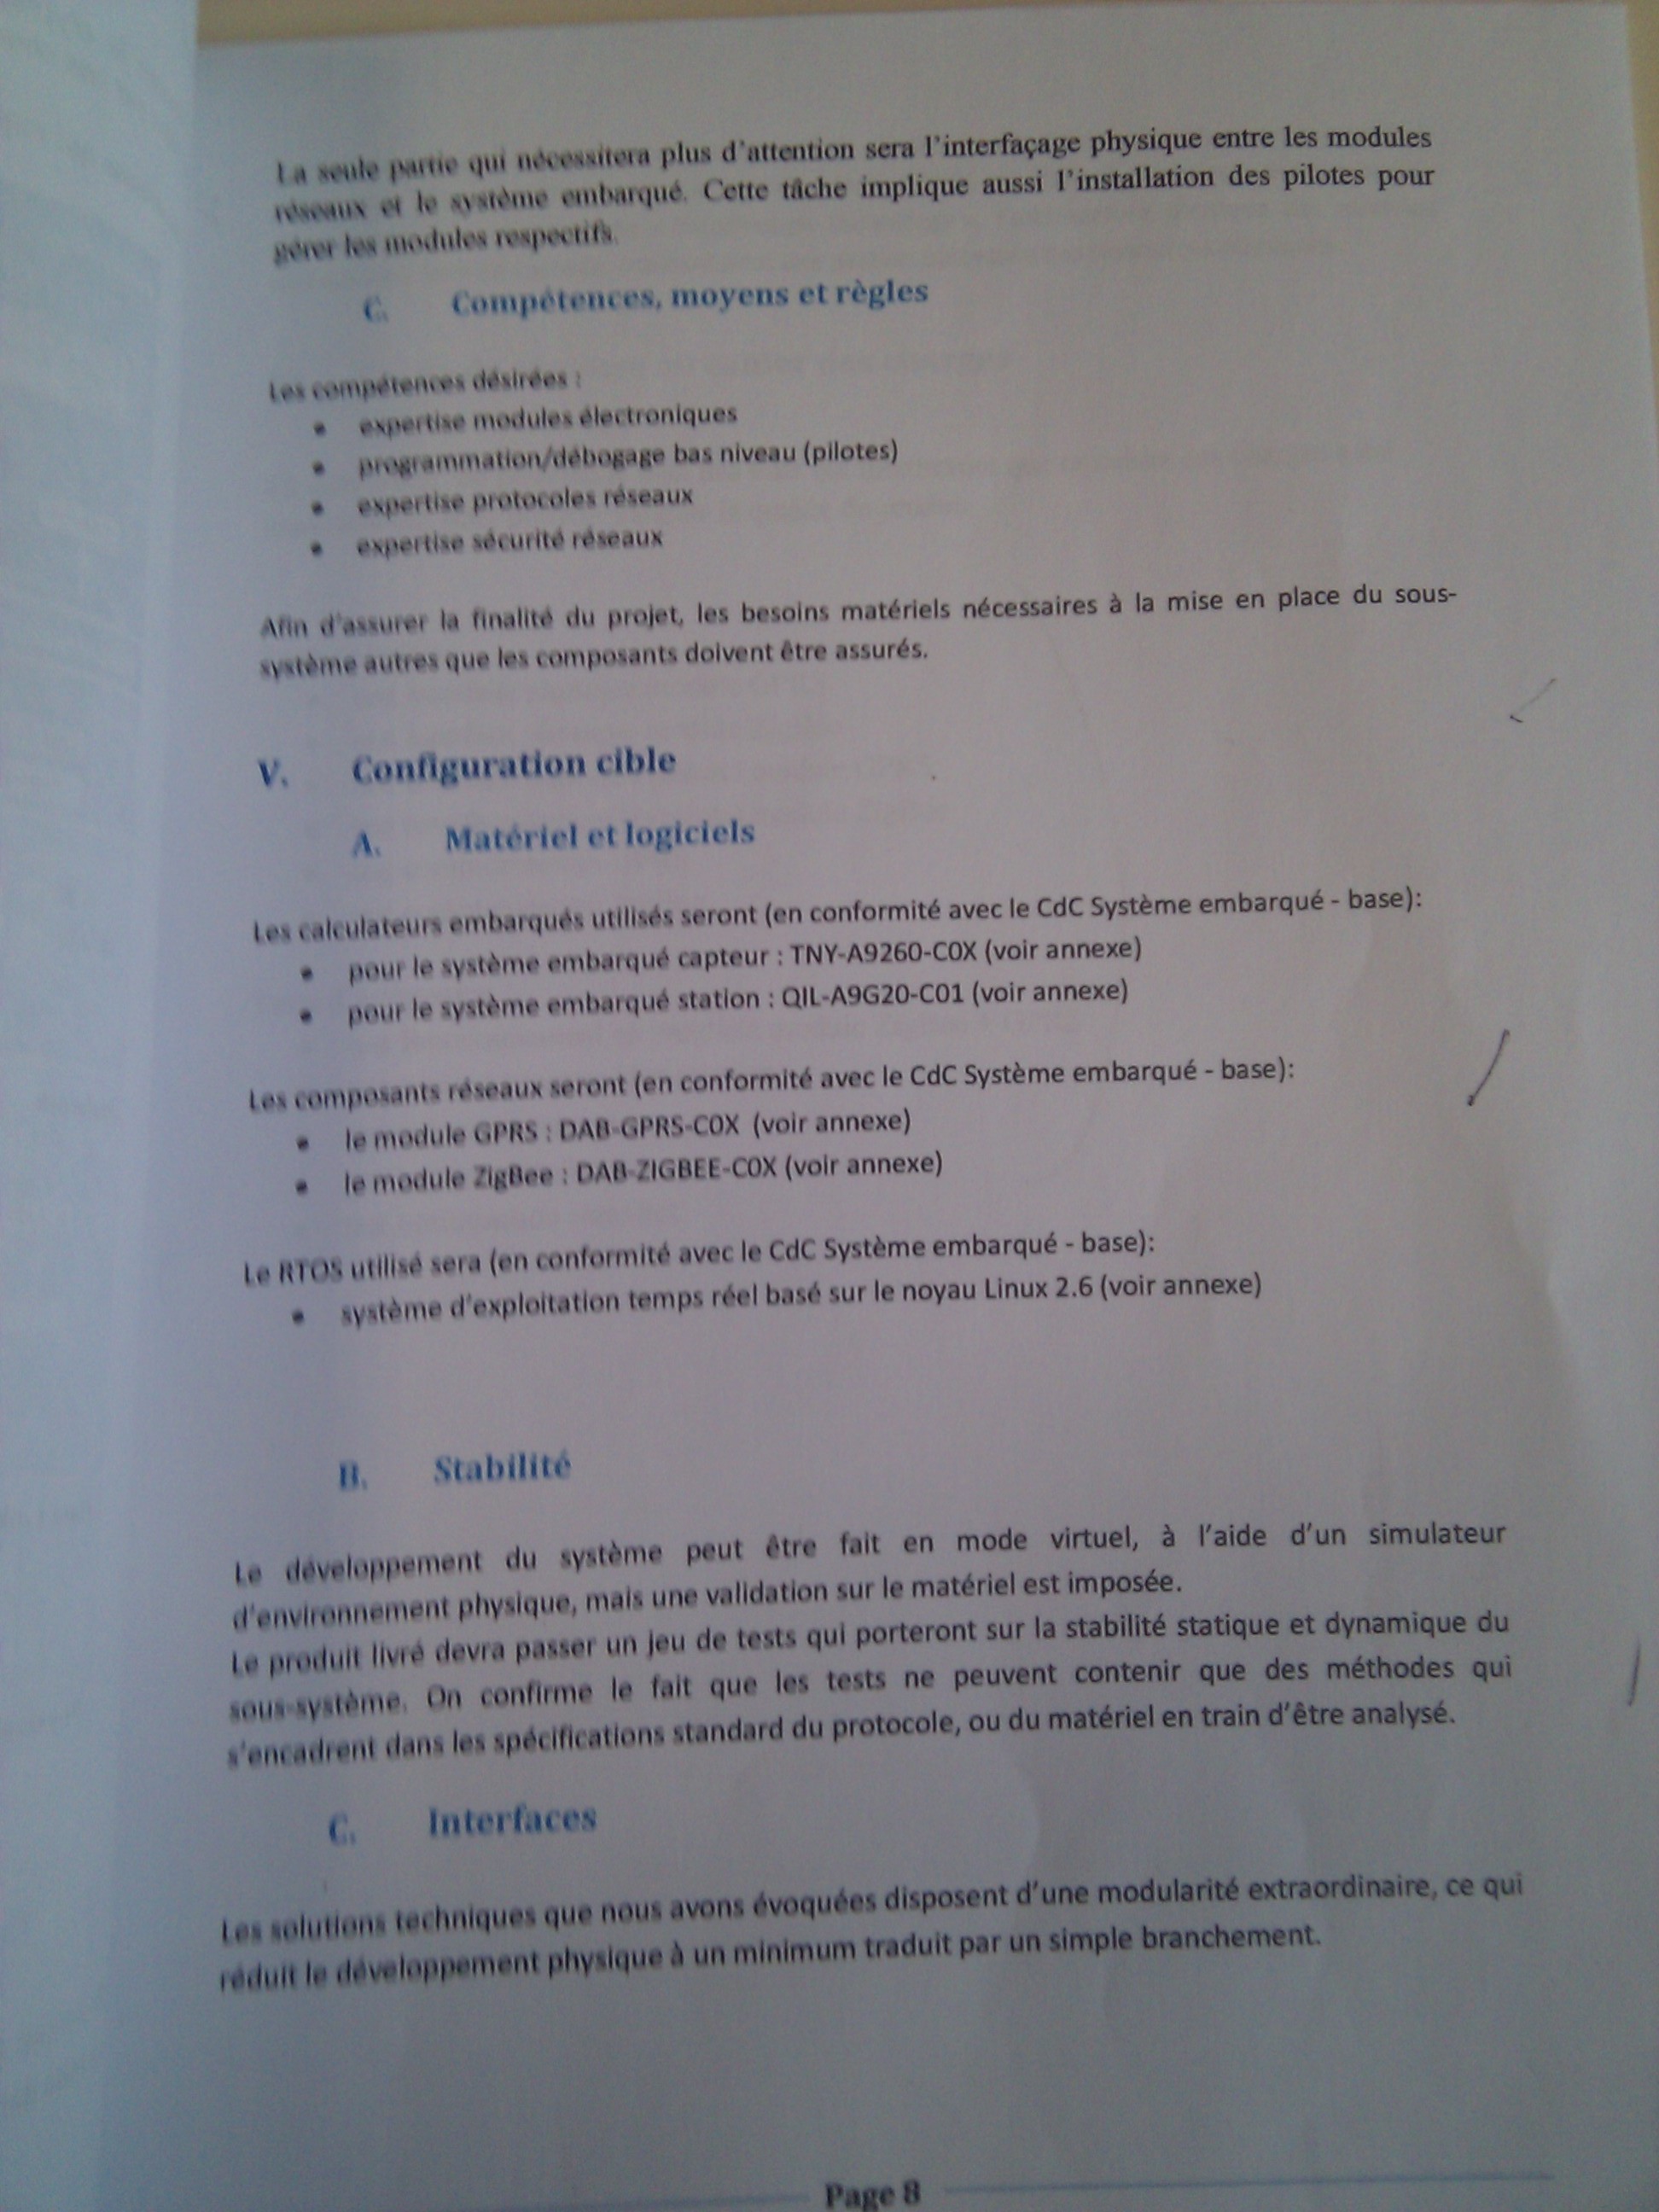 La seule partie qui nécessitera plus d'attention sera l'interfaçage physique entre les modules
réseaux et le système embarqué. Cette tâche implique aussi l'installation des pilotes pour
gérer les modules respectifs.
C. Compétences, moyens et règles
Les compétences désirées :
• expertise modules électroniques
• programmation/débogage bas niveau (pilotes)
• expertise protocoles réseaux
• expertise sécurité réseaux
Afin d'assurer la finalité du projet, les besoins matériels nécessaires à la mise en place du sous-
système autres que les composants doivent être assurés.
V. Configuration cible
A. Matériel et logiciels
Les calculateurs embarqués utilisés seront (en conformité avec le CdC Système embarqué - base):
• pour le système embarqué capteur : TNY-A9260-C0X (voir annexe)
• pour le système embarqué station : QIL-A9G20-C01 (voir annexe)
Les composants réseaux seront (en conformité avec le CdC Système embarqué - base):
• le module GPRS : DAB-GPRS-C0X (voir annexe)
• le module ZigBee : DAB-ZIGBEE-C0X (voir annexe)
Le RTOS utilisé sera (en conformité avec le CdC Système embarqué - base):
• système d'exploitation temps réel basé sur le noyau Linux 2.6 (voir annexe)
B. Stabilité
Le développement du système peut être fait en mode virtuel, à l'aide d'un simulateur
d'environnement physique, mais une validation sur le matériel est imposée.
Le produit livré devra passer un jeu de tests qui porteront sur la stabilité statique et dynamique du
sous-système. On confirme le fait que les tests ne peuvent contenir que des méthodes qui
s'encadrent dans les spécifications standard du protocole, ou du matériel en train d'être analysé.
C. Interfaces
Les solutions techniques que nous avons évoquées disposent d'une modularité extraordinaire, ce qui
réduit le développement physique à un minimum traduit par un simple branchement.
Page 8